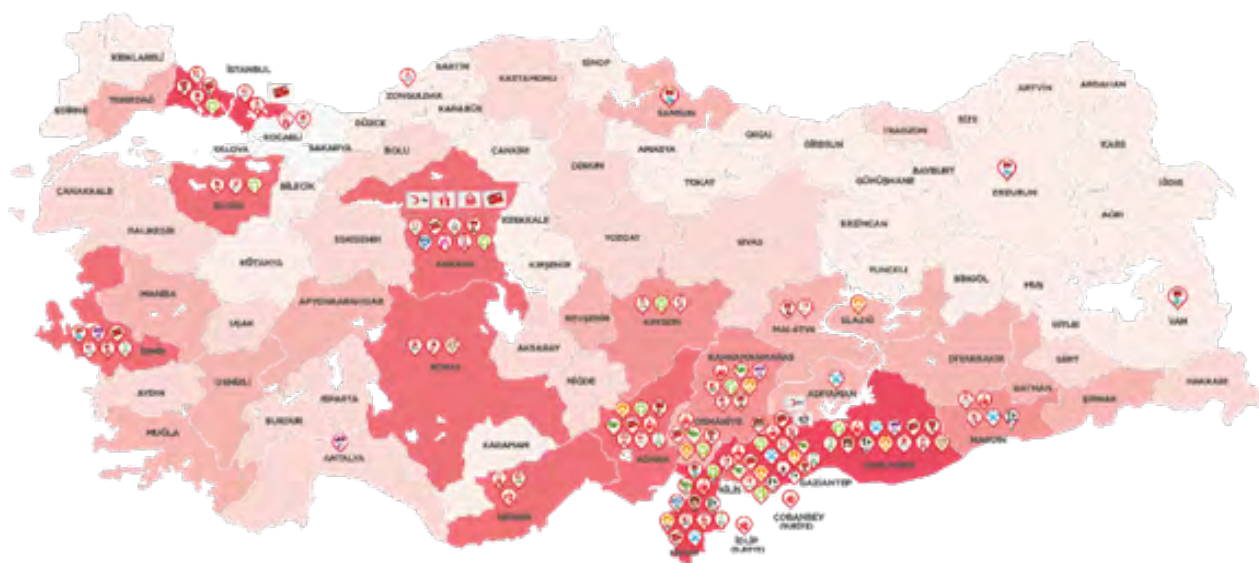 KIRKLARELİ
İSTANBUL
EDİRNE
TEKİRDAĞ
KOCAELİ
YALOVA
SAKARYA
DÜZCE
ZONGULDAK
BARTIN
KARABÜK
KASTAMONU
SİNOP
SAMSUN
ÇANKIRI
ÇORUM
AMASYA
TOKAT
ORDU
GİRESUN
TRABZON
GÜMÜŞHANE
BAYBURT
RİZE
ARTVİN
ARDAHAN
KARS
IĞDIR
AĞRI
ERZURUM
ERZİNCAN
TUNCELİ
BİNGÖL
MUŞ
BİTLİS
VAN
HAKKARİ
ŞIRNAK
SİİRT
BATMAN
MARDİN
DİYARBAKIR
ELAZIĞ
MALATYA
ADIYAMAN
ŞANLIURFA
GAZİANTEP
KİLİS
ÇOBANBEY
(SURİYE)
İDLİP
(SURİYE)
HATAY
OSMANİYE
KAHRAMANMARAŞ
ADANA
MERSİN
KARAMAN
NİĞDE
AKSARAY
NEVŞEHİR
KAYSERİ
SİVAS
YOZGAT
KIRŞEHİR
KIRIKKALE
ANKARA
KONYA
ANTALYA
ISPARTA
BURDUR
DENİZLİ
MUĞLA
AYDIN
İZMİR
MANİSA
UŞAK
AFYONKARAHİSAR
KÜTAHYA
ESKİŞEHİR
BİLECİK
BOLU
BURSA
BALIKESİR
ÇANAKKALE